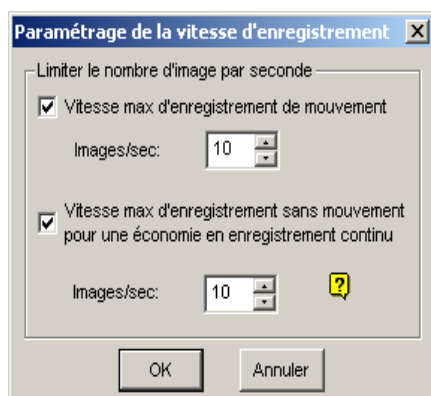 Paramétrage de la vitesse d'enregistrement
Limiter le nombre d'image par seconde
Vitesse max d'enregistrement de mouvement
Images/sec: 10
Vitesse max d'enregistrement sans mouvement
pour une économie en enregistrement continu
Images/sec: 10 ?
OK Annuler